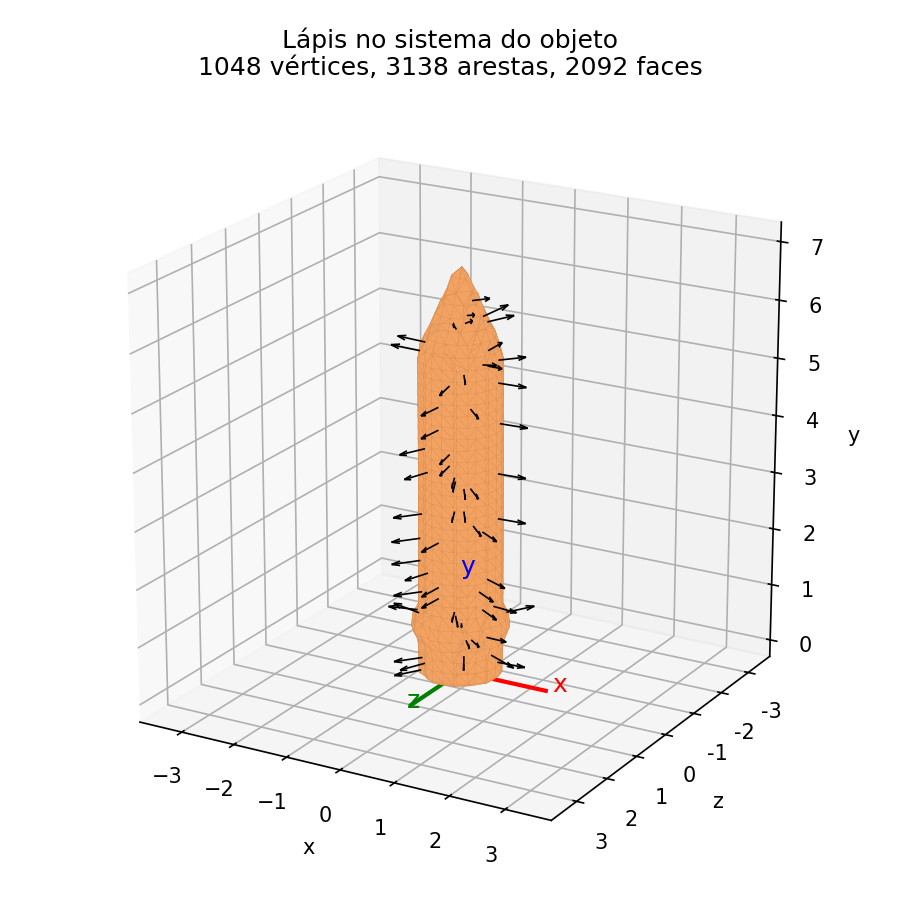 Lápis no sistema do objeto
1048 vértices, 3138 arestas, 2092 faces
7
6
5
4
3
2
1
0
y
y
x
z
−3
−2
−1
0
1
2
3
x
-3
-2
-1
0
1
2
3
z